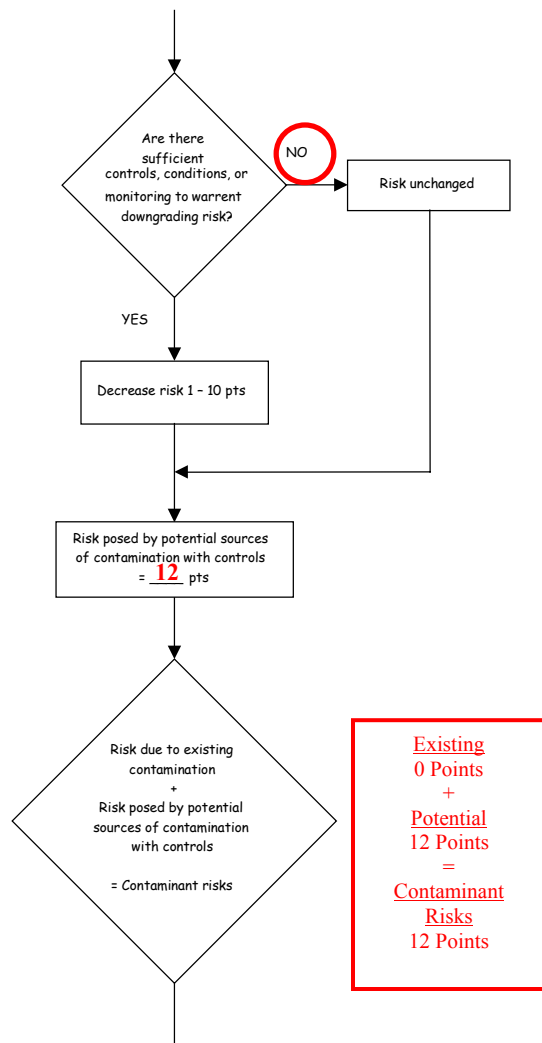 Are there
sufficient
controls, conditions, or
monitoring to warrent
downgrading risk?
NO
Risk unchanged
YES
Decrease risk 1 – 10 pts
Risk posed by potential sources
of contamination with controls
= 12 pts
Risk due to existing
contamination
+
Risk posed by potential
sources of contamination
with controls
= Contaminant risks
Existing
0 Points
+
Potential
12 Points
=
Contaminant
Risks
12 Points